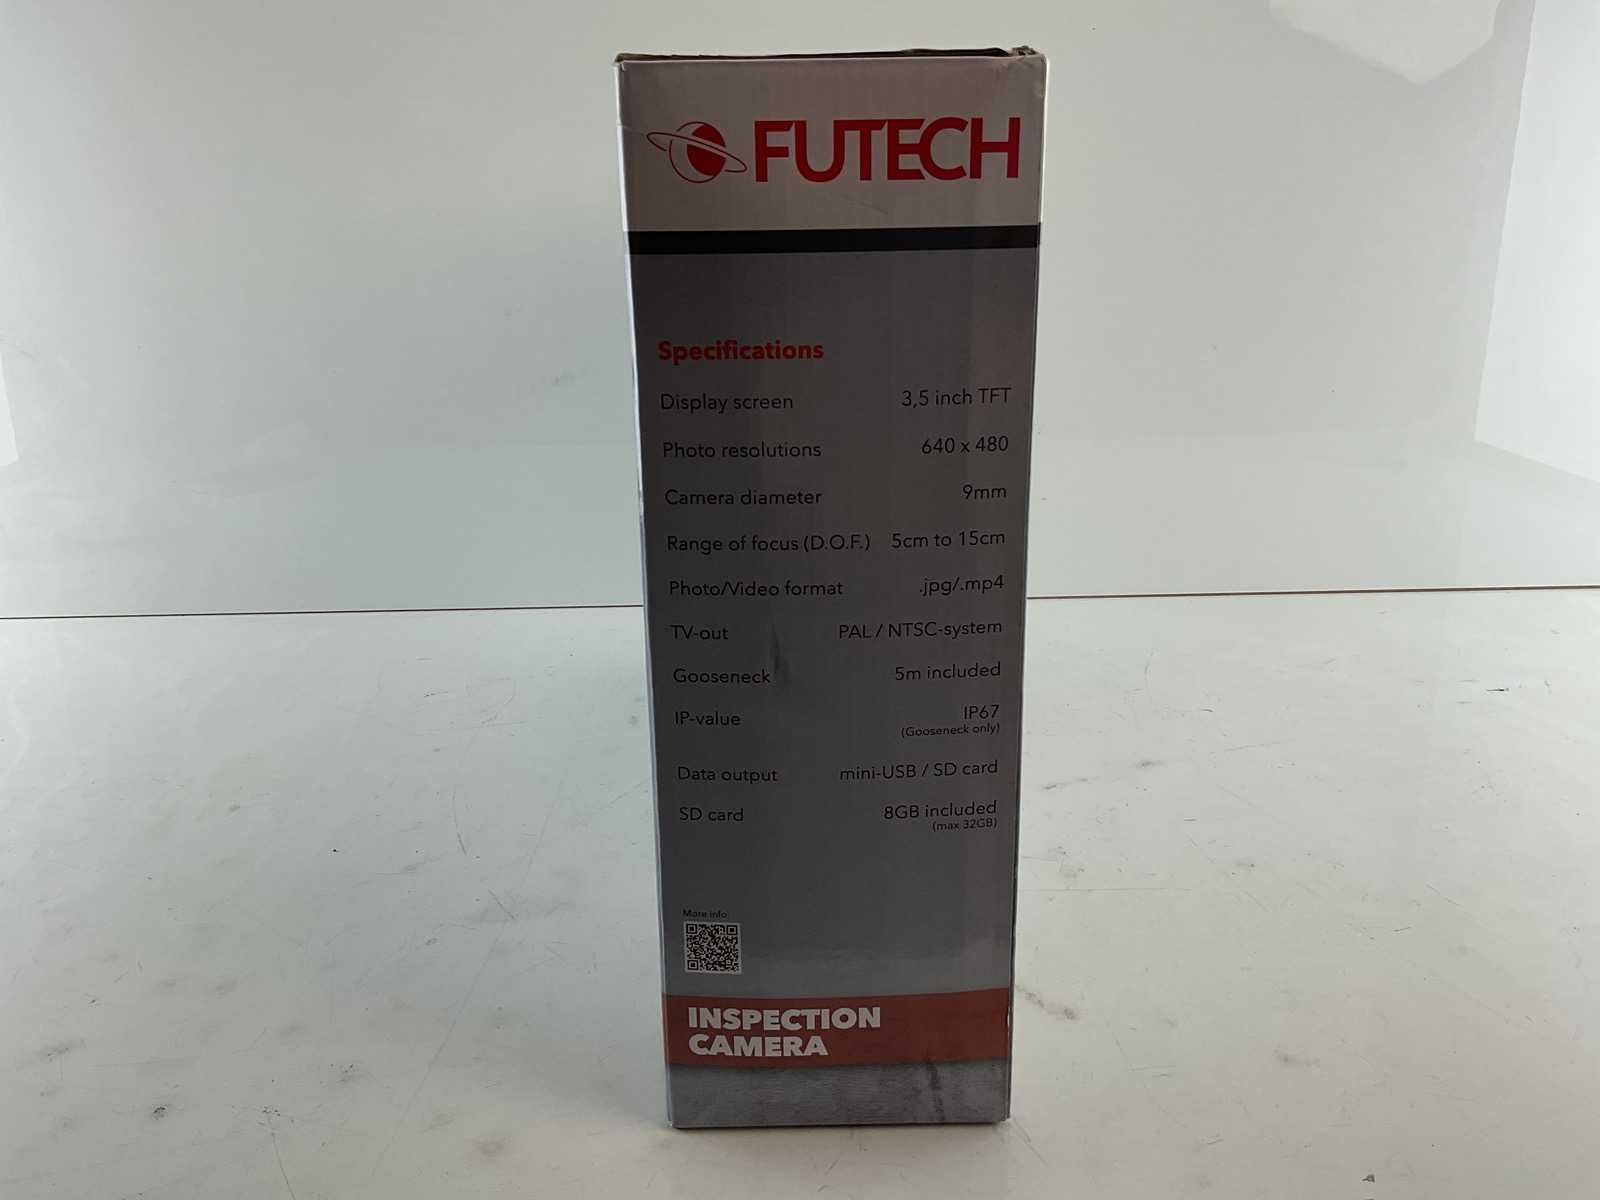 FUTECH
Specifications
Display screen 3,5 inch TFT
Photo resolutions 640 x 480
Camera diameter 9mm
Range of focus (D.O.F.) 5cm to 15cm
Photo/Video format .jpg/.mp4
TV-out PAL / NTSC-system
Gooseneck 5m included
IP-value IP67
(Gooseneck only)
Data output mini-USB / SD card
SD card 8GB included
(max 32GB)
More info:
INSPECTION
CAMERA